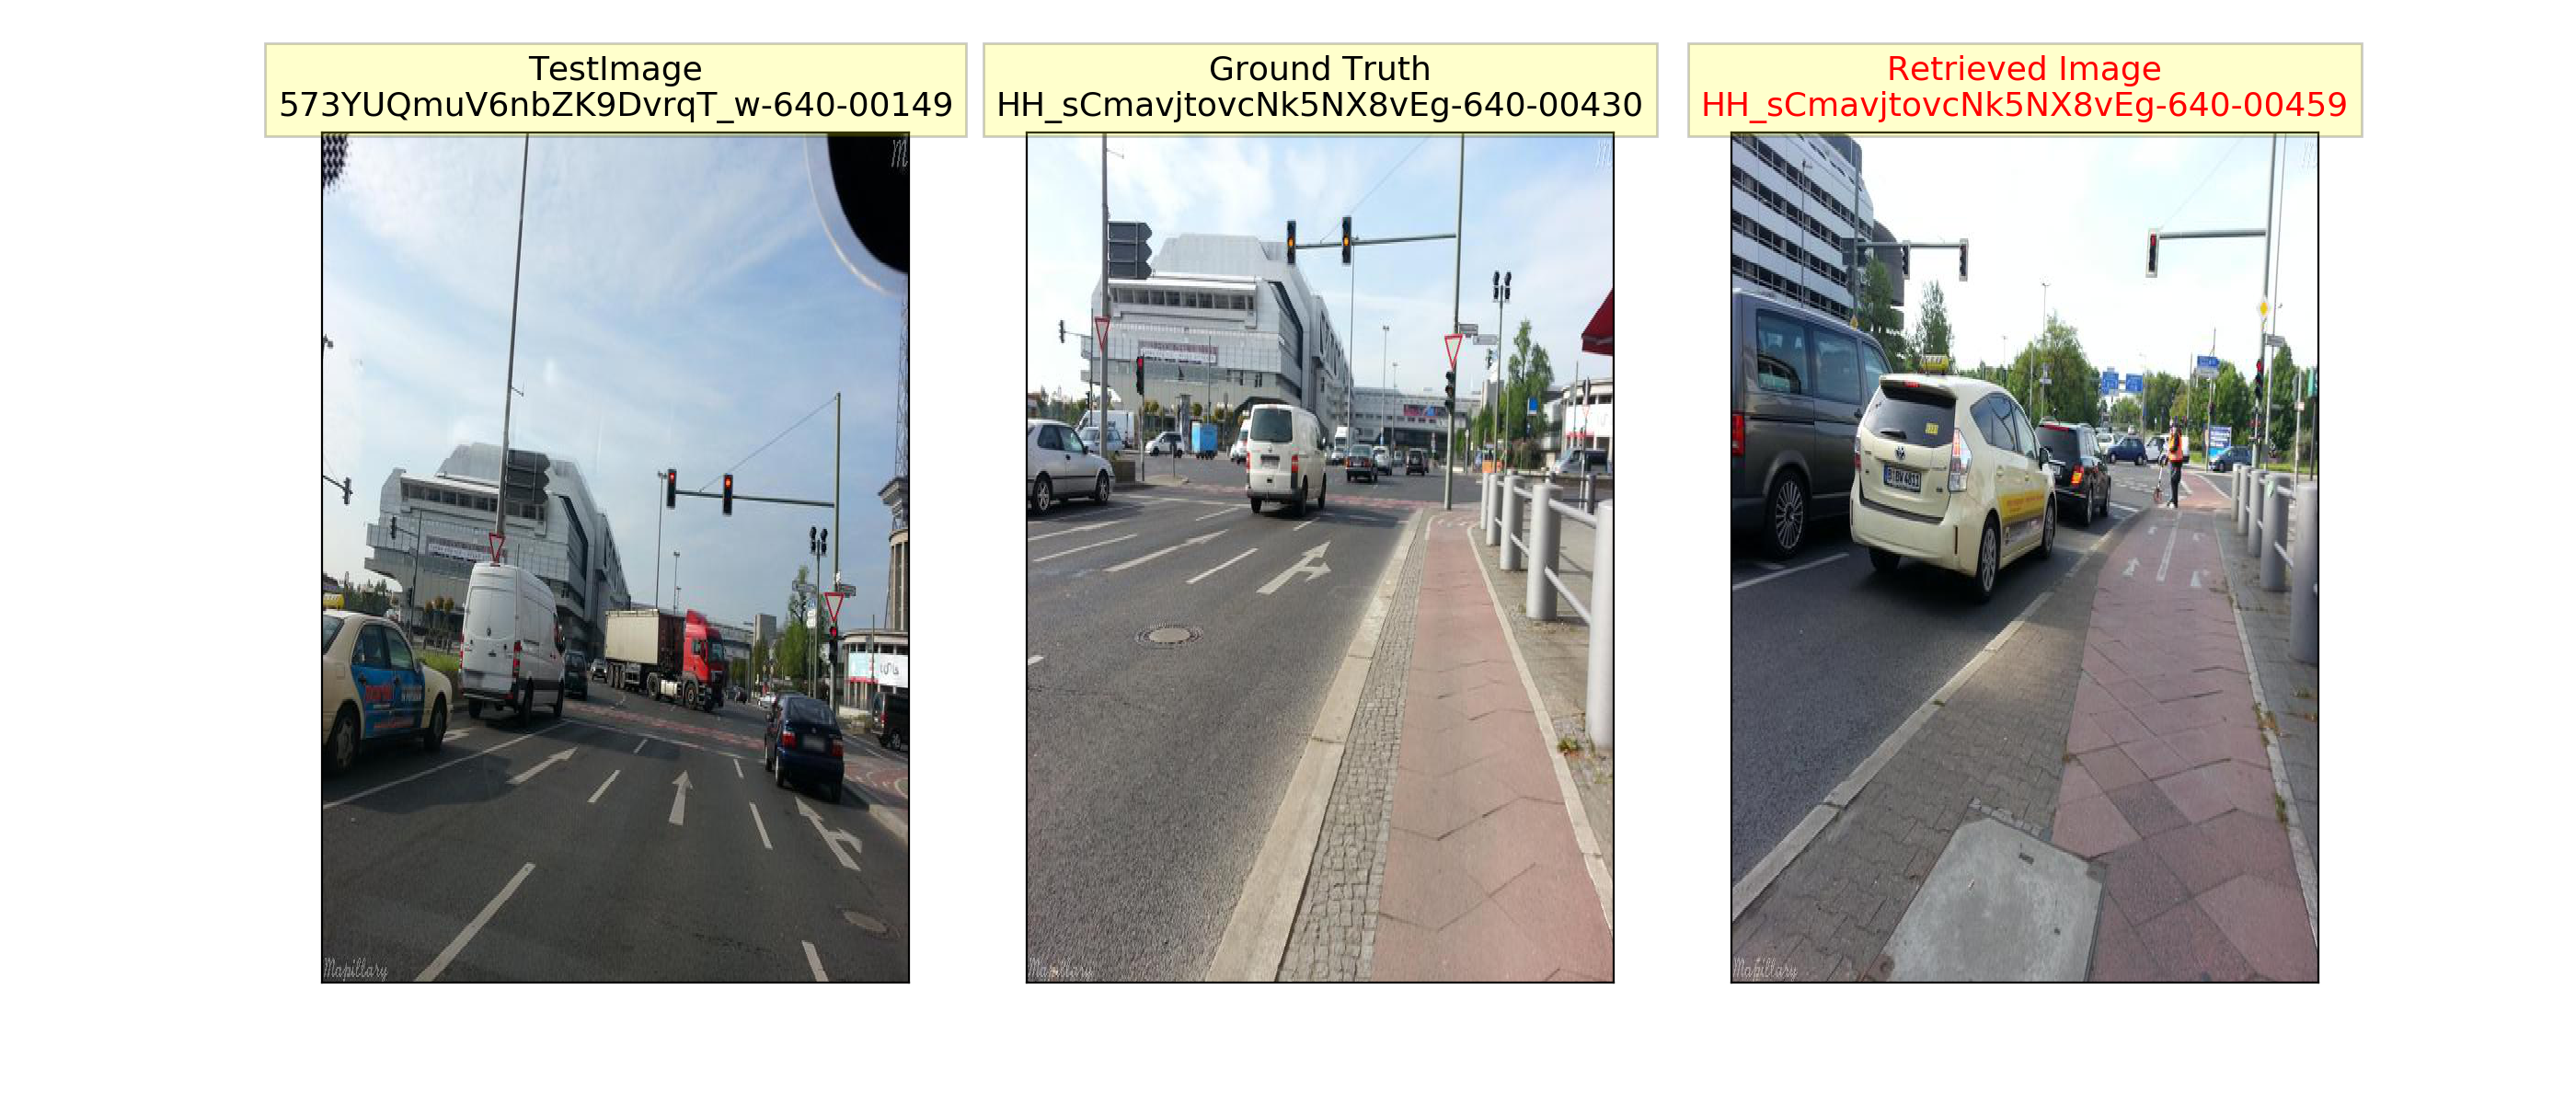 TestImage
573YUQmuV6nbZK9DvrqT_w-640-00149
Ground Truth
HH_sCmavjtovcNk5NX8vEg-640-00430
Retrieved Image
HH_sCmavjtovcNk5NX8vEg-640-00459
Mapillary
Mapillary
Mapillary